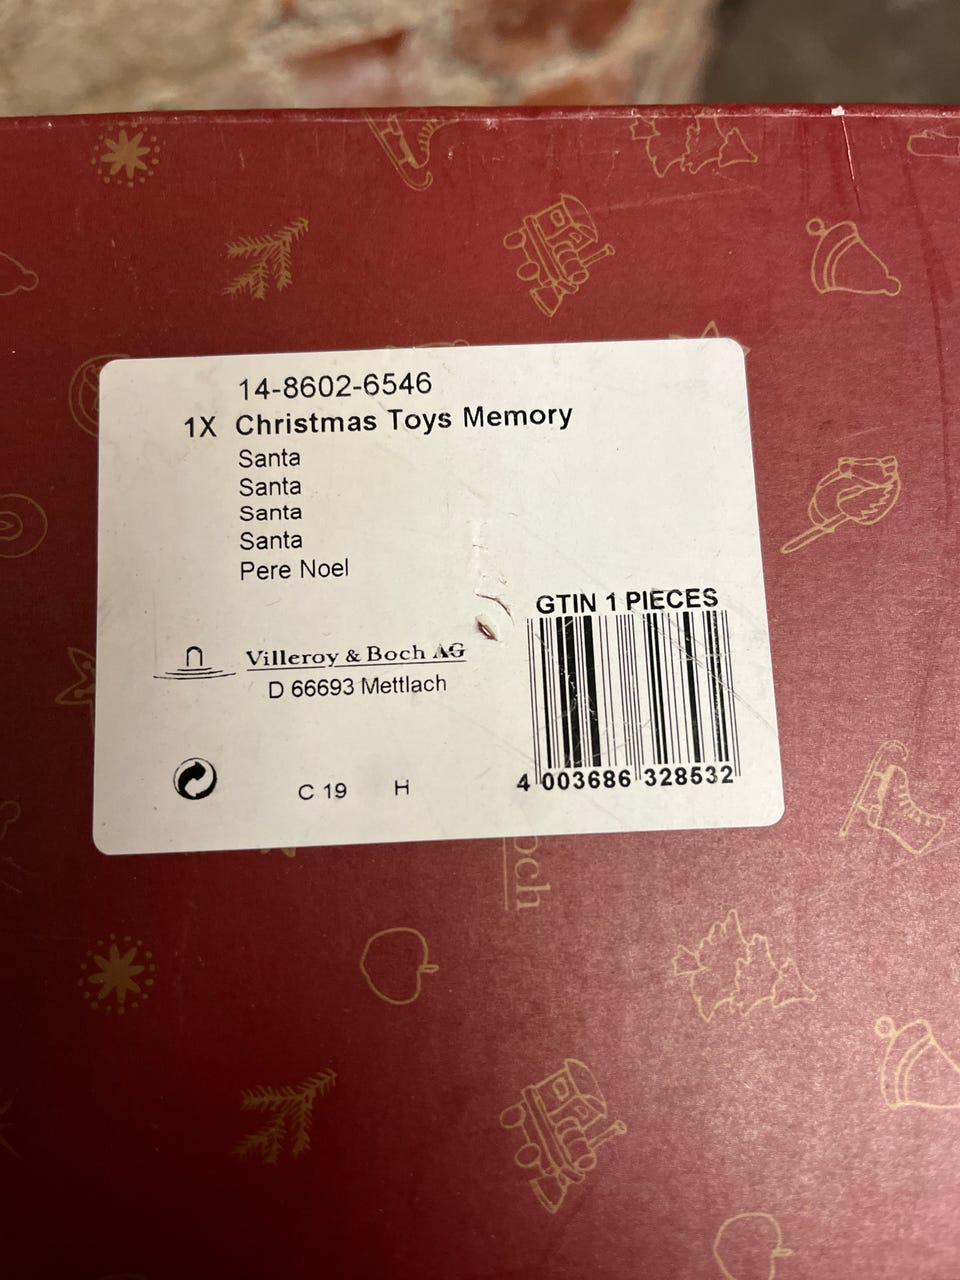 14-8602-6546
1X Christmas Toys Memory
Santa
Santa
Santa
Santa
Pere Noel
GTIN 1 PIECES
Villeroy & Boch AG
D 66693 Mettlach
4 003686 328532
C 19 H